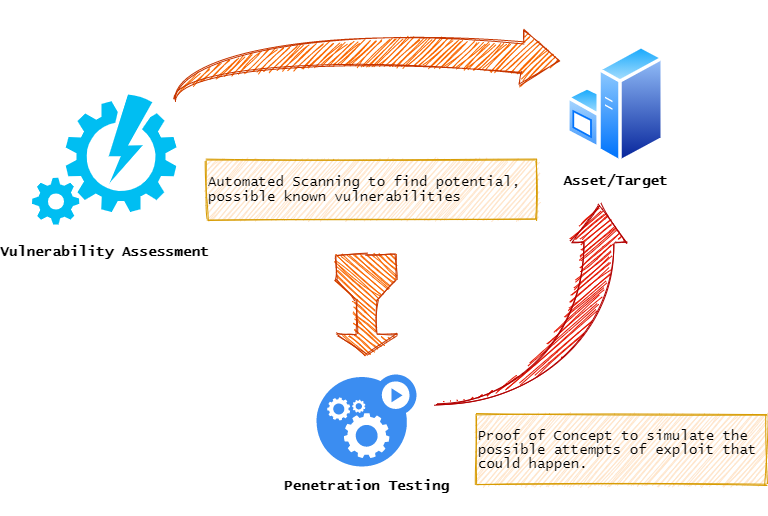 Automated Scanning to find potential,
possible known vulnerabilities
Asset/Target
Vulnerability Assessment
Proof of Concept to simulate the
possible attempts of exploit that
could happen.
Penetration Testing